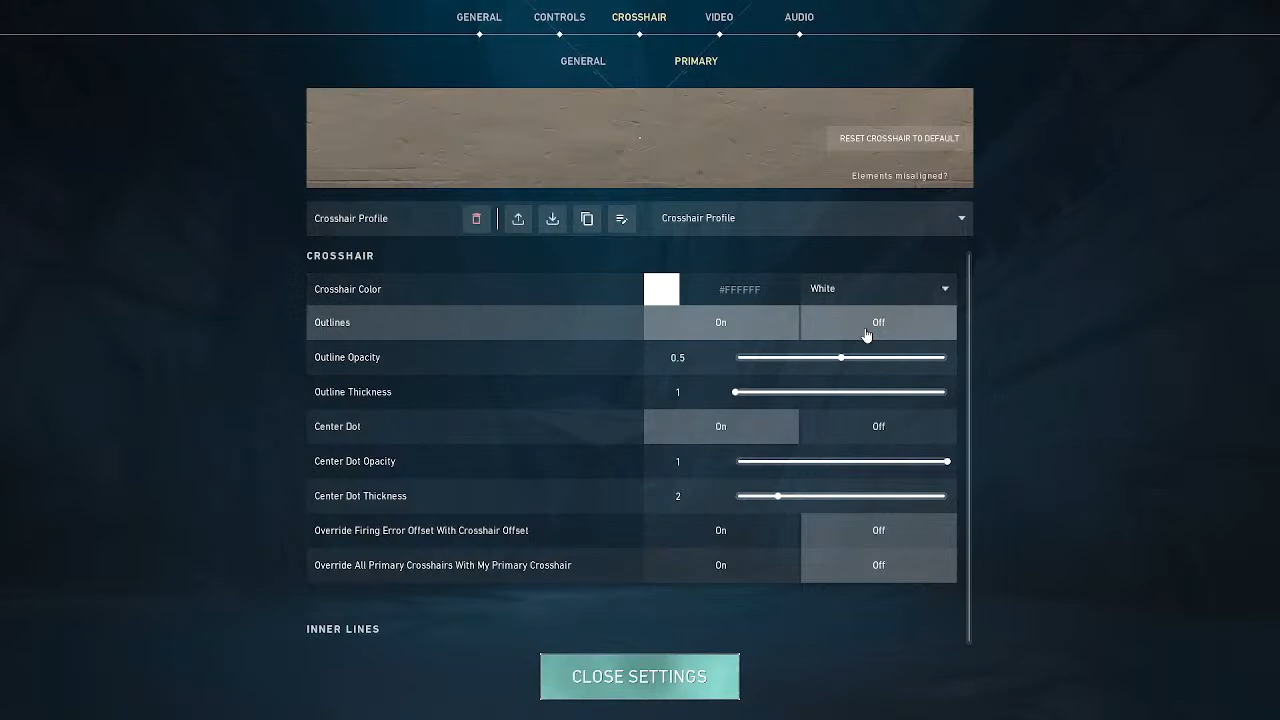 GENERAL CONTROLS CROSSHAIR VIDEO AUDIO
GENERAL PRIMARY
RESET CROSSHAIR TO DEFAULT
Elements misaligned?
Crosshair Profile Crosshair Profile
CROSSHAIR
Crosshair Color #FFFFFF White
Outlines On Off
Outline Opacity 0.5
Outline Thickness 1
Center Dot On Off
Center Dot Opacity 1
Center Dot Thickness 2
Override Firing Error Offset With Crosshair Offset On Off
Override All Primary Crosshairs With My Primary Crosshair On Off
INNER LINES
CLOSE SETTINGS